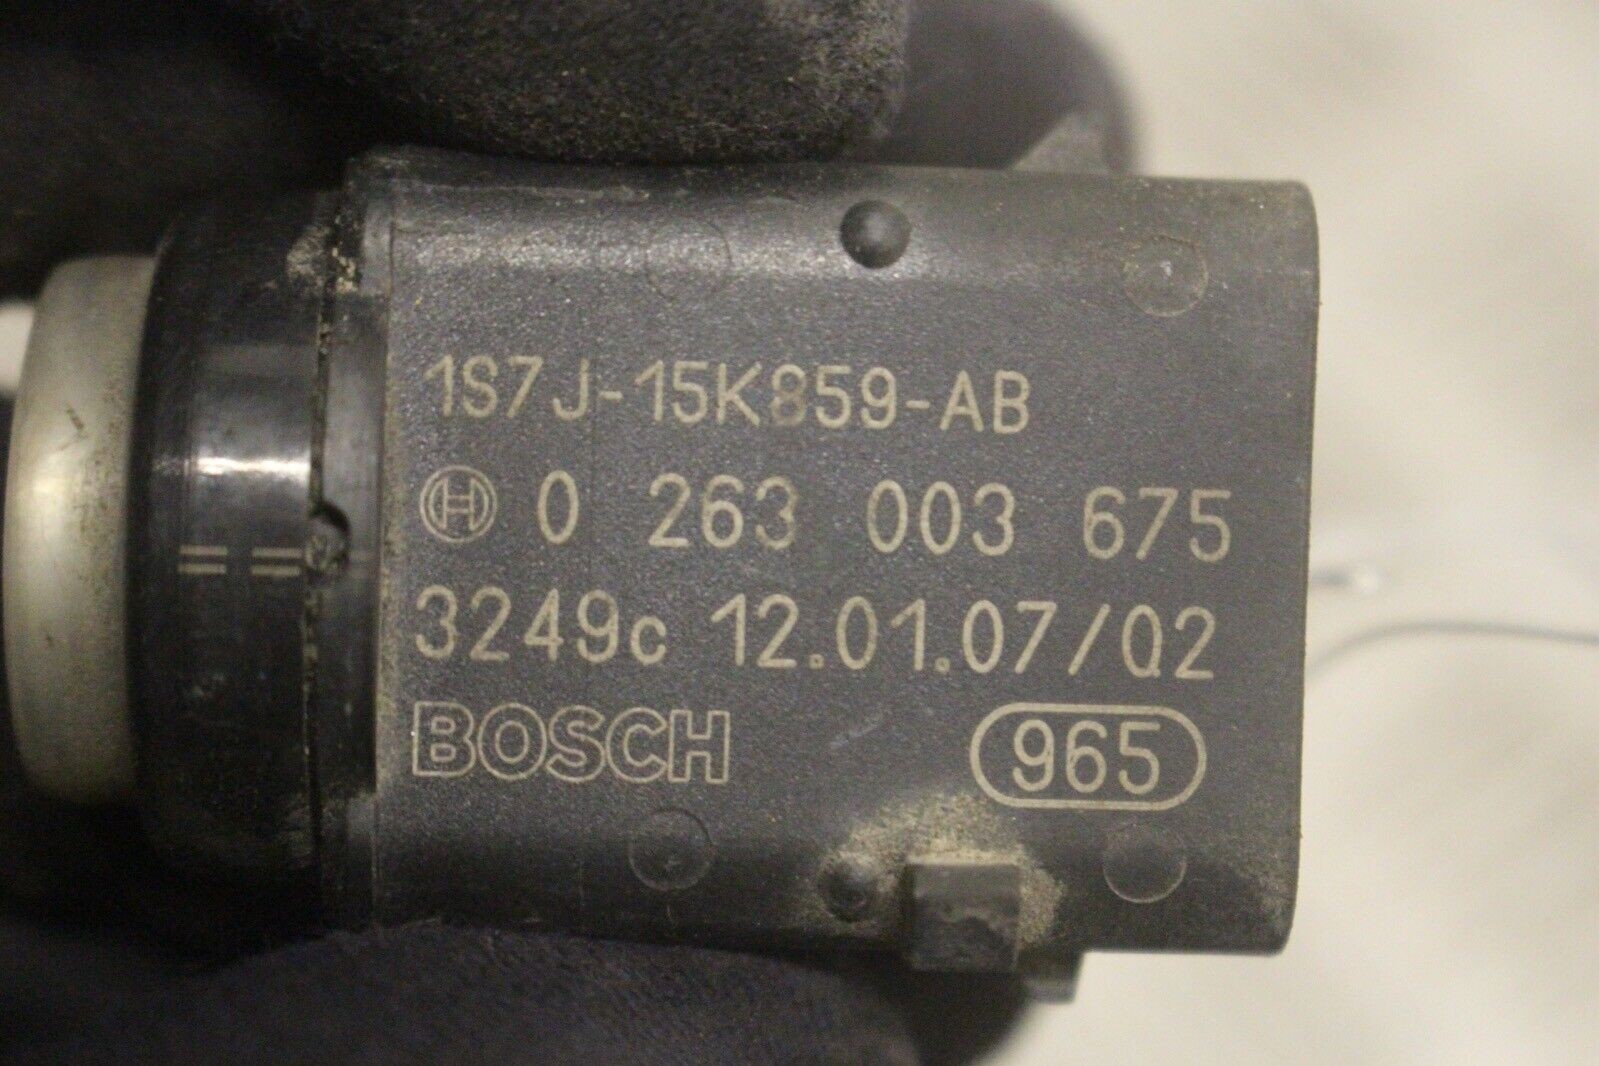 1S7J-15K859-AB
H 0 263 003 675
3249c 12.01.07/Q2
BOSCH 965